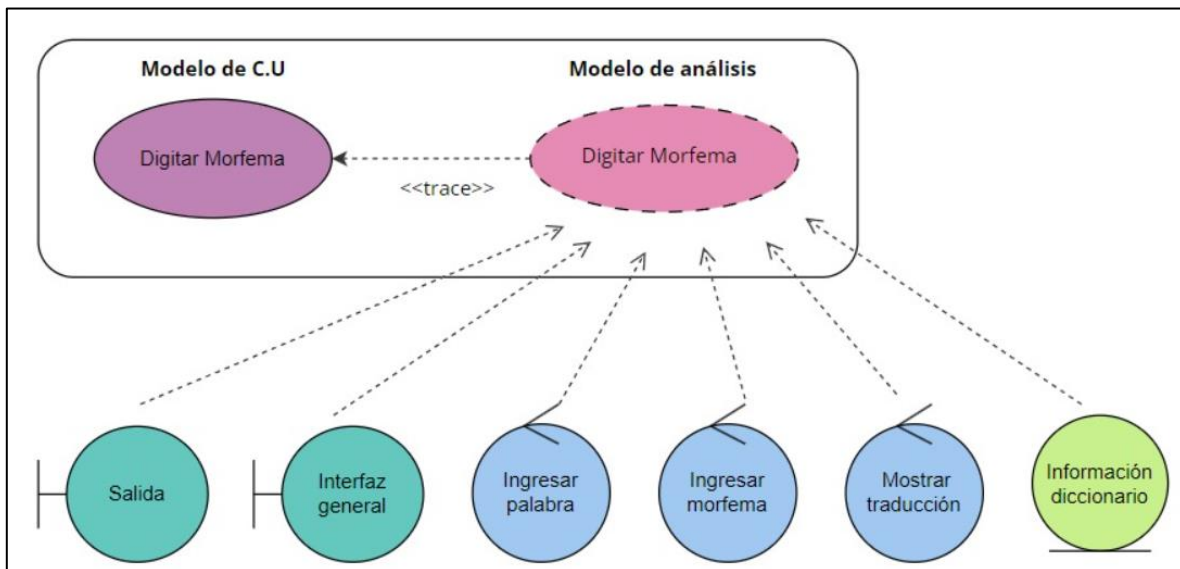 Modelo de C.U
Modelo de análisis
Digitar Morfema
Digitar Morfema
<<trace>>
Salida
Interfaz
general
Ingresar
palabra
Ingresar
morfema
Mostrar
traducción
Información
diccionario